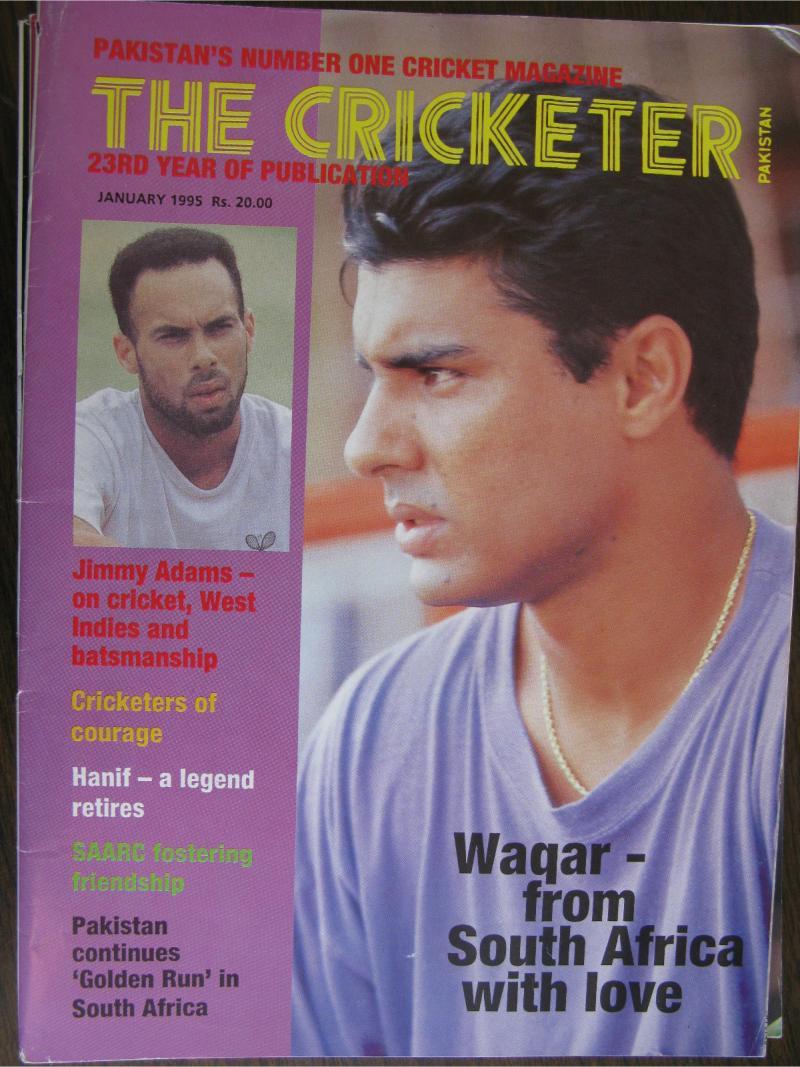 PAKISTAN'S NUMBER ONE CRICKET MAGAZINE
THE CRICKETER
PAKISTAN
23RD YEAR OF PUBLICATION
JANUARY 1995 Rs. 20.00
Jimmy Adams –
on cricket, West
Indies and
batsmanship
Cricketers of
courage
Hanif – a legend
retires
SAARC fostering
friendship
Pakistan
continues
'Golden Run' in
South Africa
Waqar -
from
South Africa
with love